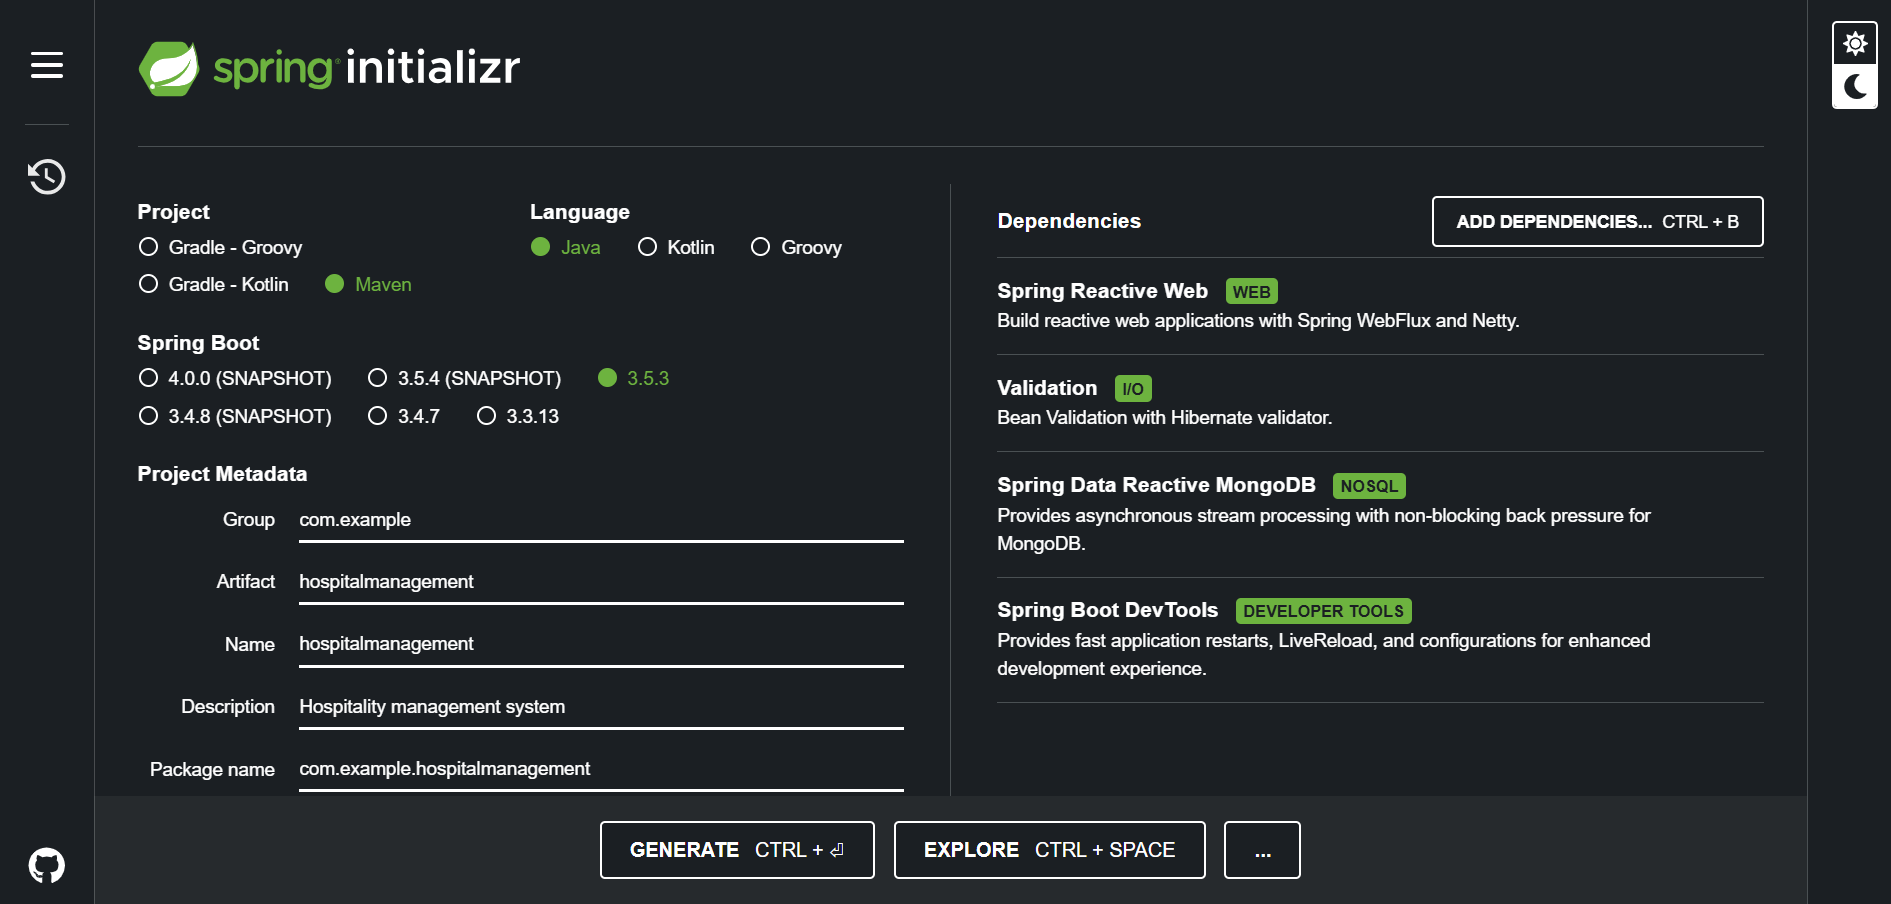 spring initializr
Project
Gradle - Groovy
Gradle - Kotlin Maven
Language
Java Kotlin Groovy
Spring Boot
4.0.0 (SNAPSHOT) 3.5.4 (SNAPSHOT) 3.5.3
3.4.8 (SNAPSHOT) 3.4.7 3.3.13
Project Metadata
Group com.example
Artifact hospitalmanagement
Name hospitalmanagement
Description Hospitality management system
Package name com.example.hospitalmanagement
Dependencies ADD DEPENDENCIES... CTRL + B
Spring Reactive Web WEB
Build reactive web applications with Spring WebFlux and Netty.
Validation I/O
Bean Validation with Hibernate validator.
Spring Data Reactive MongoDB NOSQL
Provides asynchronous stream processing with non-blocking back pressure for
MongoDB.
Spring Boot DevTools DEVELOPER TOOLS
Provides fast application restarts, LiveReload, and configurations for enhanced
development experience.
GENERATE CTRL + ⏎ EXPLORE CTRL + SPACE ...